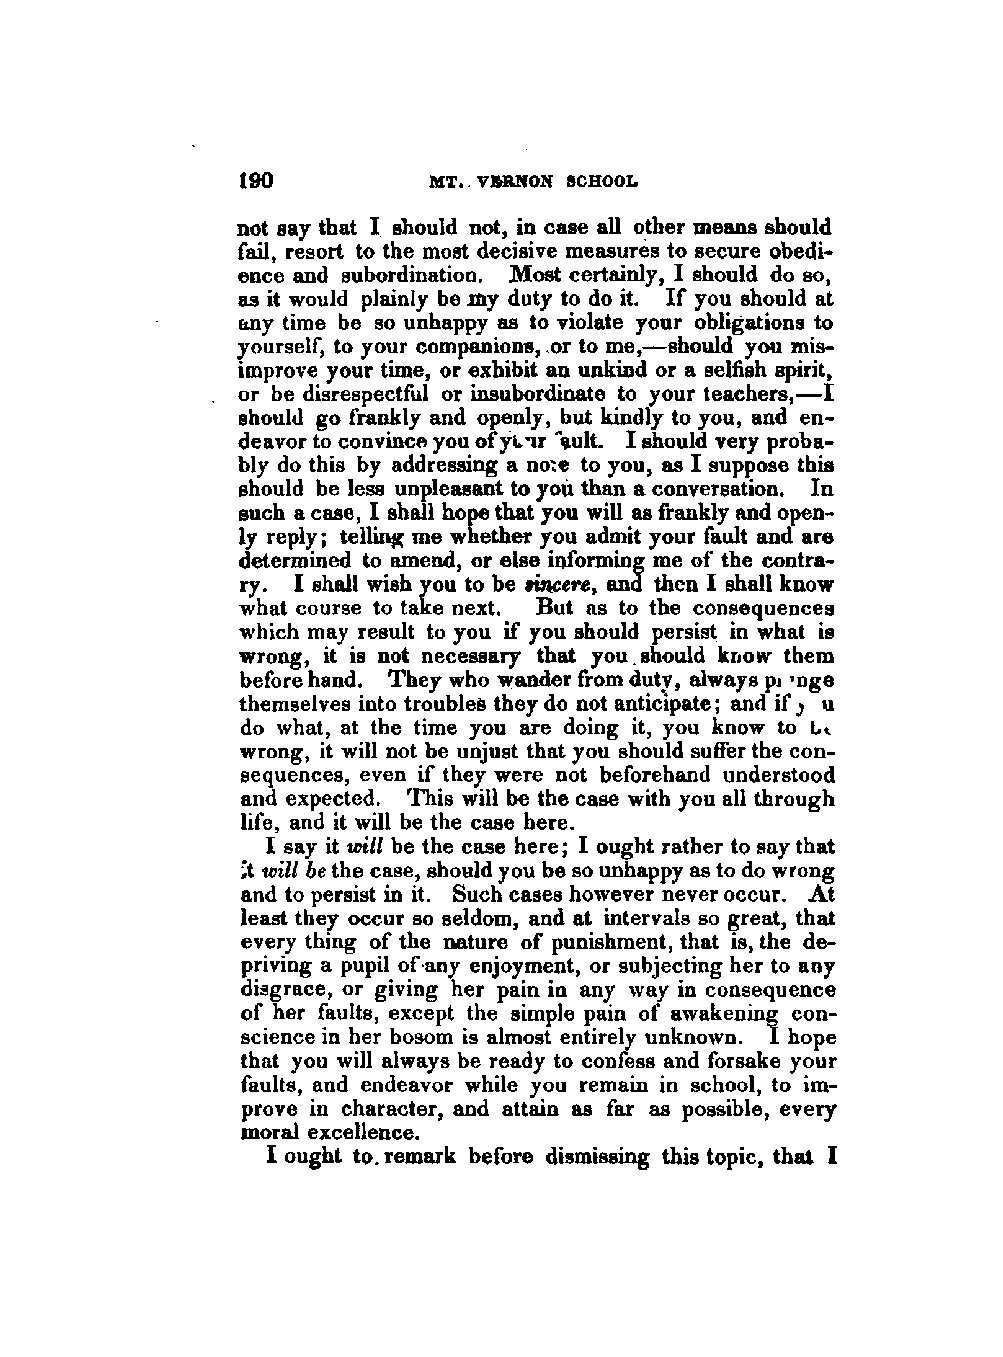 190 MT. VERNON SCHOOL
not say that I should not, in case all other means should
fail, resort to the most decisive measures to secure obedi-
ence and subordination. Most certainly, I should do so,
as it would plainly be my duty to do it. If you should at
any time be so unhappy as to violate your obligations to
yourself, to your companions, or to me,—should you mis-
improve your time, or exhibit an unkind or a selfish spirit,
or be disrespectful or insubordinate to your teachers,—I
should go frankly and openly, but kindly to you, and en-
deavor to convince you of your fault. I should very proba-
bly do this by addressing a note to you, as I suppose this
should be less unpleasant to you than a conversation. In
such a case, I shall hope that you will as frankly and open-
ly reply; telling me whether you admit your fault and are
determined to amend, or else informing me of the contra-
ry. I shall wish you to be sincere, and then I shall know
what course to take next. But as to the consequences
which may result to you if you should persist in what is
wrong, it is not necessary that you should know them
before hand. They who wander from duty, always plunge
themselves into troubles they do not anticipate; and if you
do what, at the time you are doing it, you know to be
wrong, it will not be unjust that you should suffer the con-
sequences, even if they were not beforehand understood
and expected. This will be the case with you all through
life, and it will be the case here.
I say it will be the case here; I ought rather to say that
it will be the case, should you be so unhappy as to do wrong
and to persist in it. Such cases however never occur. At
least they occur so seldom, and at intervals so great, that
every thing of the nature of punishment, that is, the de-
priving a pupil of any enjoyment, or subjecting her to any
disgrace, or giving her pain in any way in consequence
of her faults, except the simple pain of awakening con-
science in her bosom is almost entirely unknown. I hope
that you will always be ready to confess and forsake your
faults, and endeavor while you remain in school, to im-
prove in character, and attain as far as possible, every
moral excellence.
I ought to remark before dismissing this topic, that I